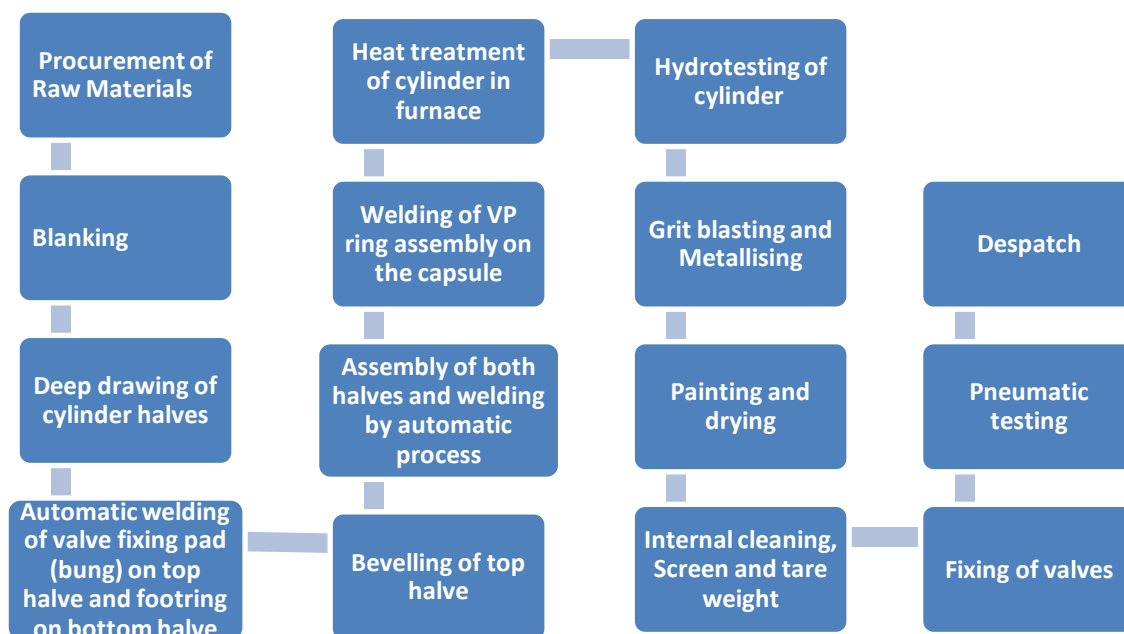 Procurement of
Raw Materials
Blanking
Deep drawing of
cylinder halves
Automatic welding
of valve fixing pad
(bung) on top
halve and footring
on bottom halve
Bevelling of top
halve
Assembly of both
halves and welding
by automatic
process
Welding of VP
ring assembly on
the capsule
Heat treatment
of cylinder in
furnace
Hydrotesting of
cylinder
Grit blasting and
Metallising
Painting and
drying
Internal cleaning,
Screen and tare
weight
Fixing of valves
Pneumatic
testing
Despatch